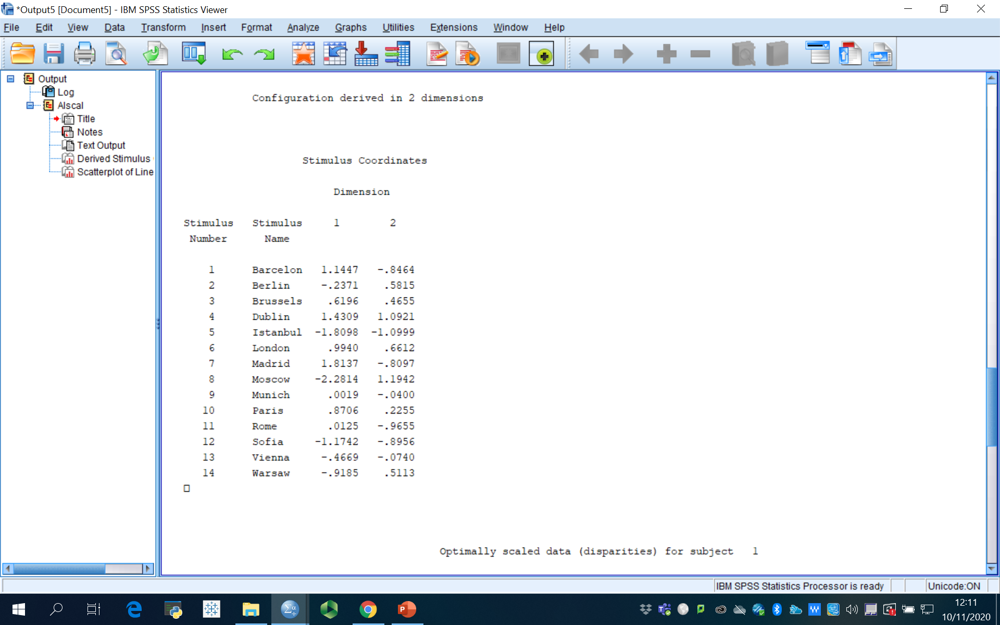 *Output5 [Document5] - IBM SPSS Statistics Viewer
File Edit View Data Transform Insert Format Analyze Graphs Utilities Extensions Window Help
Output
Log
Alscal
Title
Notes
Text Output
Derived Stimulus
Scatterplot of Line
Configuration derived in 2 dimensions
Stimulus Coordinates
Dimension
Stimulus Stimulus 1 2
Number Name
1 Barcelon 1.1447 -.8464
2 Berlin -.2371 .5815
3 Brussels .6196 .4655
4 Dublin 1.4309 1.0921
5 Istanbul -1.8098 -1.0999
6 London .9940 .6612
7 Madrid 1.8137 -.8097
8 Moscow -2.2814 1.1942
9 Munich .0019 -.0400
10 Paris .8706 .2255
11 Rome .0125 -.9655
12 Sofia -1.1742 -.8956
13 Vienna -.4669 -.0740
14 Warsaw -.9185 .5113
Optimally scaled data (disparities) for subject 1
IBM SPSS Statistics Processor is ready Unicode:ON
12:11
10/11/2020